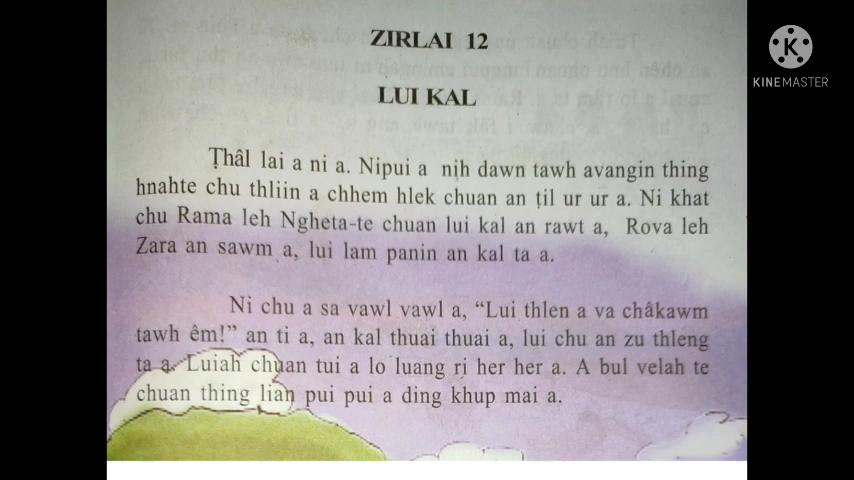 ZIRLAI 12
LUI KAL
Ṭhâl lai a ni a. Nipui a nịh dawn tawh avangin thing
hnahte chu thliin a chhem hlek chuan an ṭil ur ur a. Ni khat
chu Rama leh Ngheta-te chuan lui kal an rawt a, Rova leh
Zara an sawm a, lui lam panin an kal ta a.
Ni chu a sa vawl vawl a, “Lui thlen a va châkawm
tawh êm!” an ti a, an kal thuai thuai a, lui chu an zu thleng
ta a. Luiah chuan tui a lo luang rị her her a. A bul velah te
chuan thing lian pui pui a ding khup mai a.
K
KINEMASTER